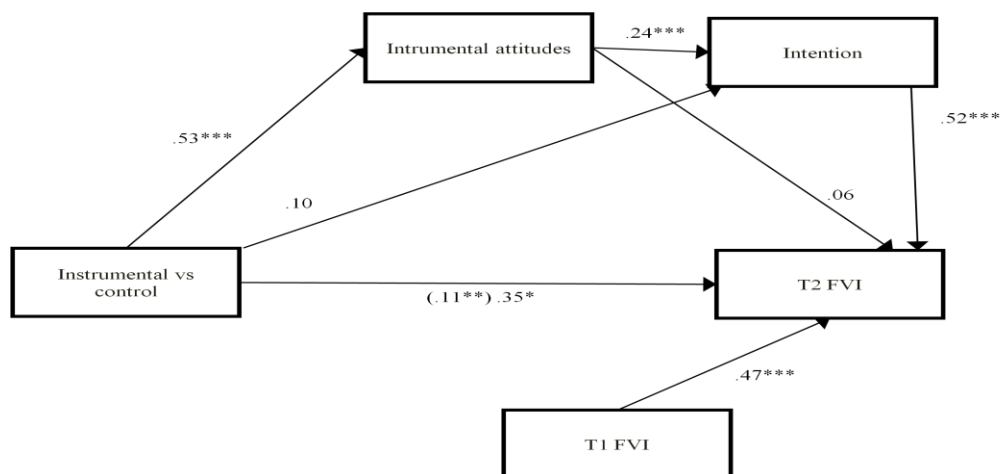 .24***
Intrumental attitudes
Intention
.53***
.52***
.10
.06
Instrumental vs
control
T2 FVI
(.11**) .35*
.47***
T1 FVI